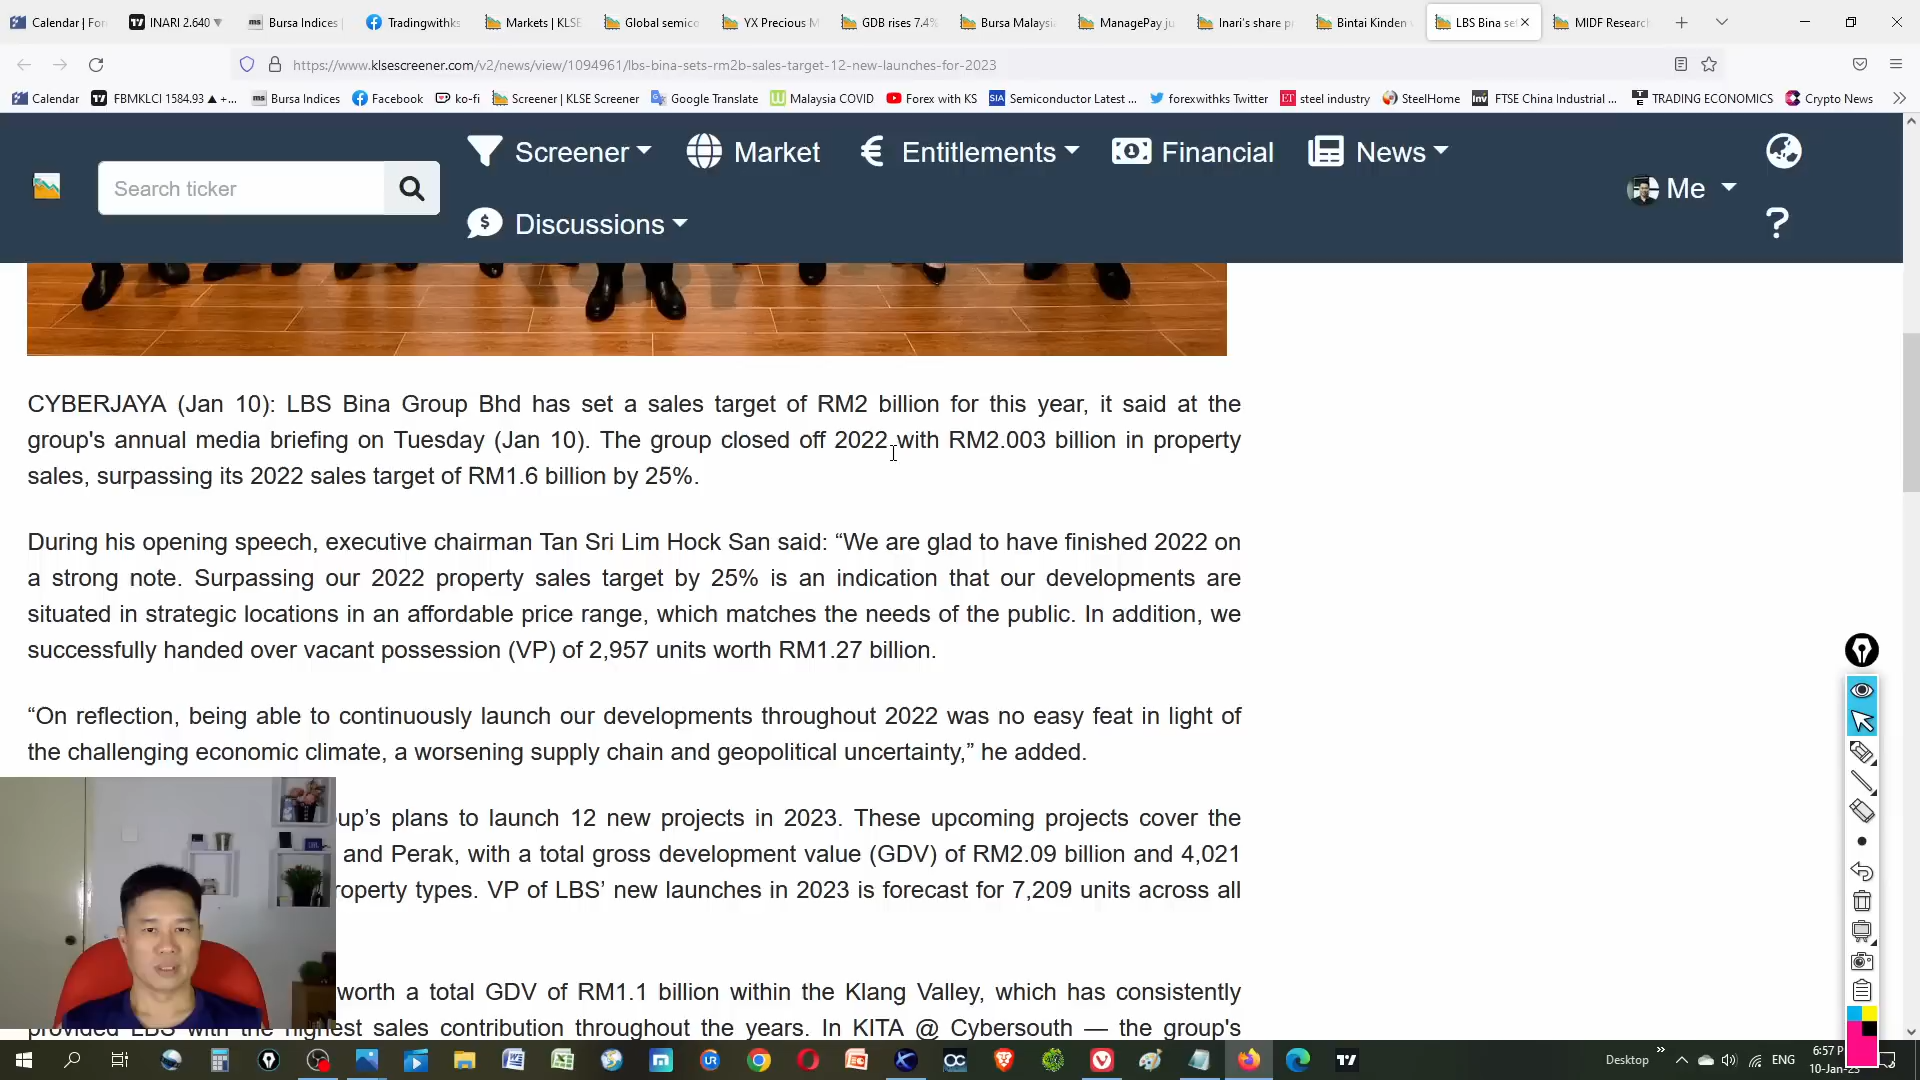 Calendar | For
INARI 2.640 ▼
Bursa Indices |
Tradingwithks
Markets | KLSE
Global semico
YX Precious M
GDB rises 7.4%
Bursa Malaysia
ManagePay ju
Inari's share p
Bintai Kinden
LBS Bina se
MIDF Research
https://www.klsescreener.com/v2/news/view/1094961/lbs-bina-sets-rm2b-sales-target-12-new-launches-for-2023
Calendar
FBMKLCI 1584.93 ▲ +...
Bursa Indices
Facebook
ko-fi
Screener | KLSE Screener
Google Translate
Malaysia COVID
Forex with KS
Semiconductor Latest ...
forexwithks Twitter
steel industry
SteelHome
FTSE China Industrial ...
TRADING ECONOMICS
Crypto News
Search ticker
Screener
Market
Entitlements
Financial
News
Discussions
Me
CYBERJAYA (Jan 10): LBS Bina Group Bhd has set a sales target of RM2 billion for this year, it said at the
group's annual media briefing on Tuesday (Jan 10). The group closed off 2022 with RM2.003 billion in property
sales, surpassing its 2022 sales target of RM1.6 billion by 25%.
During his opening speech, executive chairman Tan Sri Lim Hock San said: “We are glad to have finished 2022 on
a strong note. Surpassing our 2022 property sales target by 25% is an indication that our developments are
situated in strategic locations in an affordable price range, which matches the needs of the public. In addition, we
successfully handed over vacant possession (VP) of 2,957 units worth RM1.27 billion.
“On reflection, being able to continuously launch our developments throughout 2022 was no easy feat in light of
the challenging economic climate, a worsening supply chain and geopolitical uncertainty,” he added.
up’s plans to launch 12 new projects in 2023. These upcoming projects cover the
and Perak, with a total gross development value (GDV) of RM2.09 billion and 4,021
roperty types. VP of LBS’ new launches in 2023 is forecast for 7,209 units across all
worth a total GDV of RM1.1 billion within the Klang Valley, which has consistently
provided LBS with the highest sales contribution throughout the years. In KITA @ Cybersouth — the group's
Desktop
ENG
6:57 P
10-Jan-23